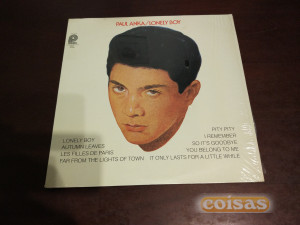 PAUL ANKA/LONELY BOY
LONELY BOY
AUTUMN LEAVES
LES FILLES DE PARIS
FAR FROM THE LIGHTS OF TOWN
PITY PITY
I REMEMBER
SO IT'S GOODBYE
YOU BELONG TO ME
IT ONLY LASTS FOR A LITTLE WHILE
coisas